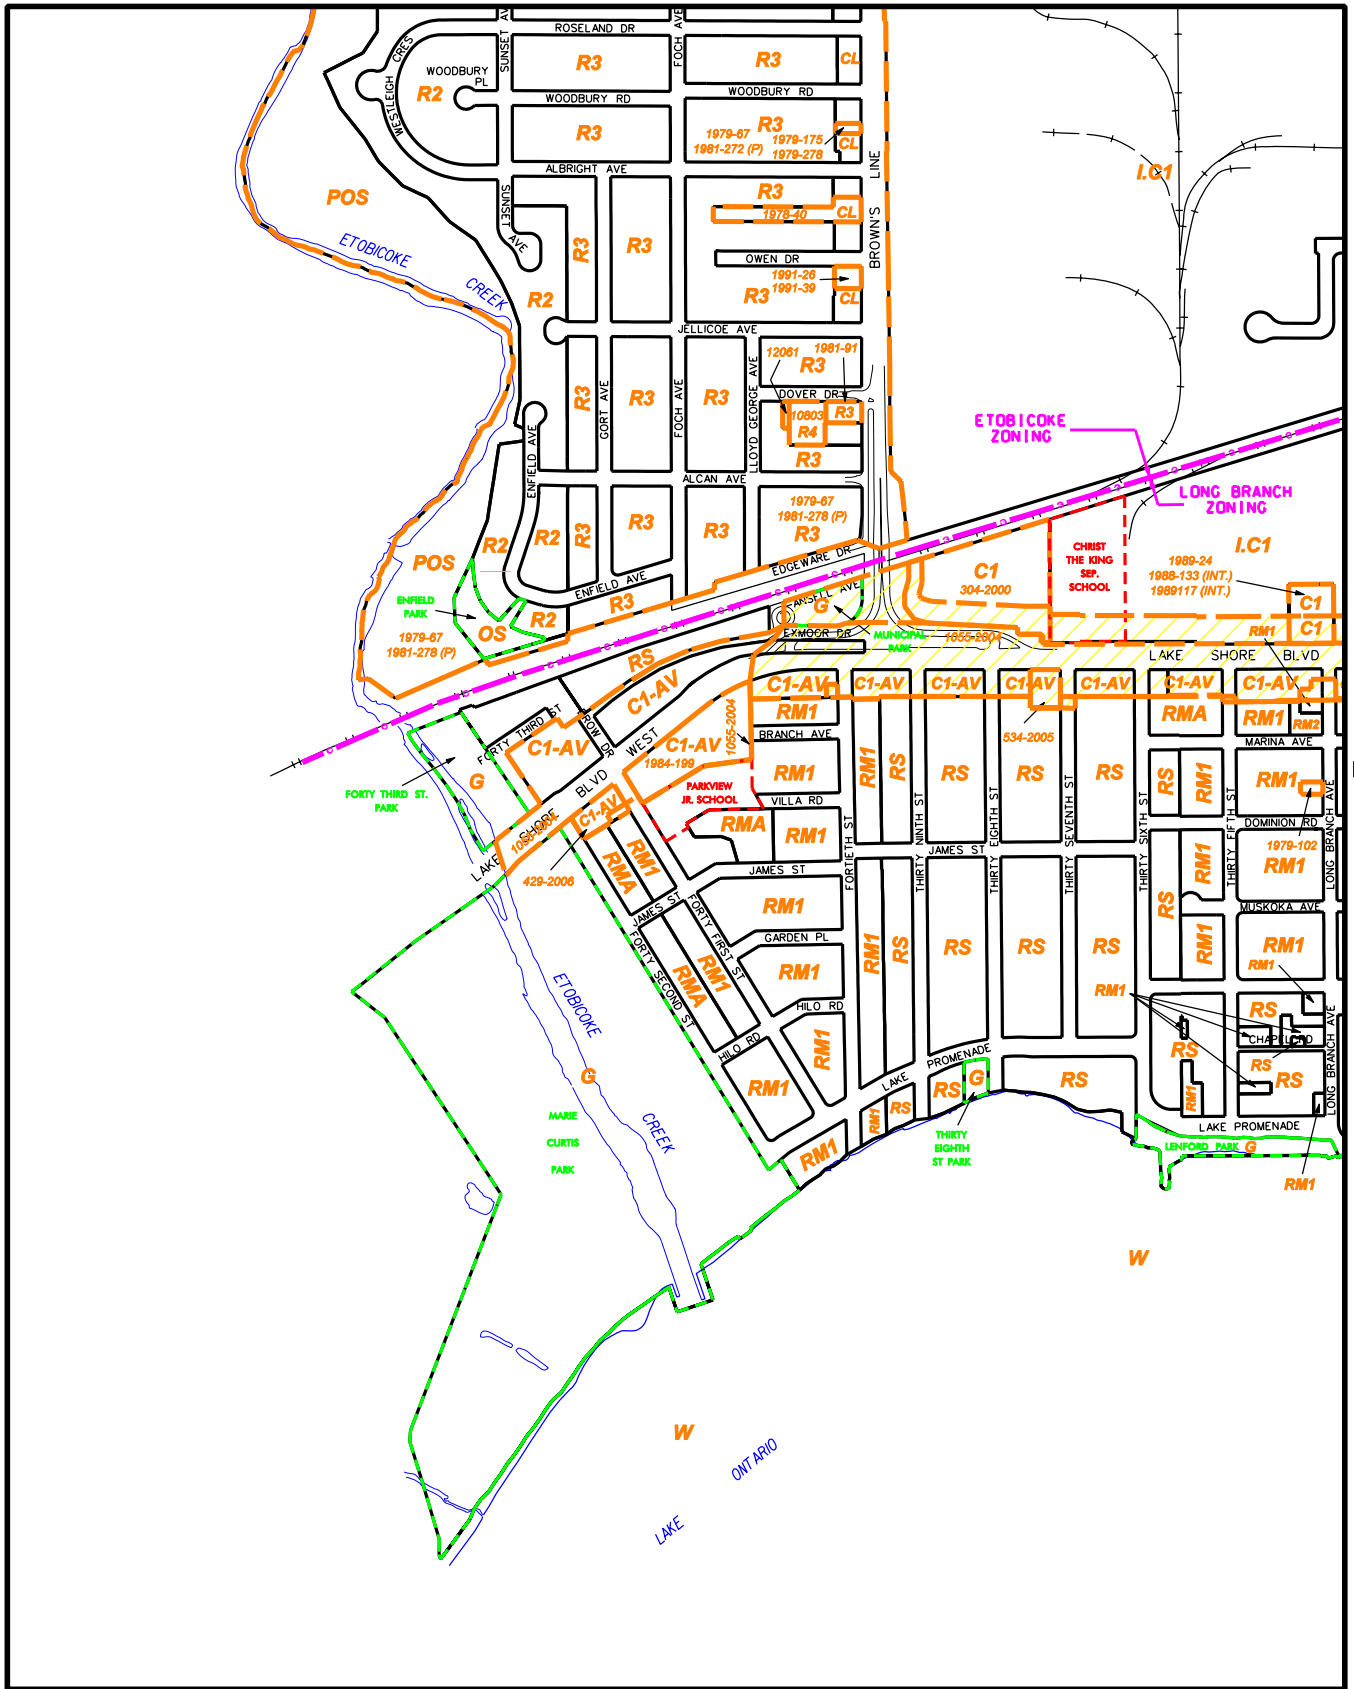 ROSELAND DR
SUNSET AV
FOCH AVE
WESTLEIGH CRES
WOODBURY
PL
R2
R3
R3
CL
WOODBURY RD
WOODBURY RD
R3
R3
1979-67
1981-272 (P)
1979-175
1979-278
CL
BROWN'S LINE
I.C1
ALBRIGHT AVE
POS
SUNSET AVE
R3
1978-40
CL
R3
R3
ETOBICOKE
CREEK
OWEN DR
1991-26
1991-39
R3
CL
R2
JELLICOE AVE
12061
1981-91
R3
R3
GORT AVE
R3
FOCH AVE
R3
LLOYD GEORGE AVE
DOVER DR
10803
R3
R4
R3
ENFIELD AVE
ALCAN AVE
ETOBICOKE
ZONING
LONG BRANCH
ZONING
1979-67
1981-278 (P)
R3
R2
R2
R3
R3
R3
EDGEWARE DR
POS
ENFIELD
PARK
OS
R2
ENFIELD AVE
R3
1979-67
1981-278 (P)
C1
304-2000
CHRIST
THE KING
SEP.
SCHOOL
I.C1
1989-24
1988-133 (INT.)
1989117 (INT.)
C1
C1
ANSELL AVE
G
EXMOOR DR
MUNICIPAL
PARK
1055-2004
RM1
LAKE SHORE BLVD
RS
C1-AV
C1-AV
C1-AV
C1-AV
C1-AV
C1-AV
C1-AV
C1-AV
RM1
RMA
RM1
RM2
534-2005
FORTY THIRD ST
C1-AV
LAKE SHORE BLVD WEST
C1-AV
1984-199
1055-2004
BRANCH AVE
MARINA AVE
G
FORTY THIRD ST.
PARK
PARKVIEW
JR. SCHOOL
RM1
RM1
RS
RS
RS
RS
RS
RM1
RM1
VILLA RD
RMA
RM1
C1-AV
429-2006
FORTIETH ST
THIRTY NINTH ST
THIRTY EIGHTH ST
THIRTY SEVENTH ST
THIRTY SIXTH ST
THIRTY FIFTH ST
LONG BRANCH AVE
DOMINION RD
1979-102
RM1
RM1
RMA
RM1
JAMES ST
JAMES ST
JAMES ST
RM1
FORTY FIRST ST
FORTY SECOND ST
GARDEN PL
MUSKOKA AVE
RMA
RM1
RM1
RM1
RS
RS
RS
RS
RS
RM1
RM1
RM1
RM1
ETOBICOKE
CREEK
HILO RD
HILO RD
RM1
RM1
LAKE PROMENADE
RS
RS
CHAPEL RD
RS
RS
RM1
LONG BRANCH AVE
G
MARIE
CURTIS
PARK
RM1
RM1
RS
RS
G
RS
THIRTY
EIGHTH
ST PARK
LAKE PROMENADE
LENFORD PARK G
RM1
W
W
LAKE
ONTARIO